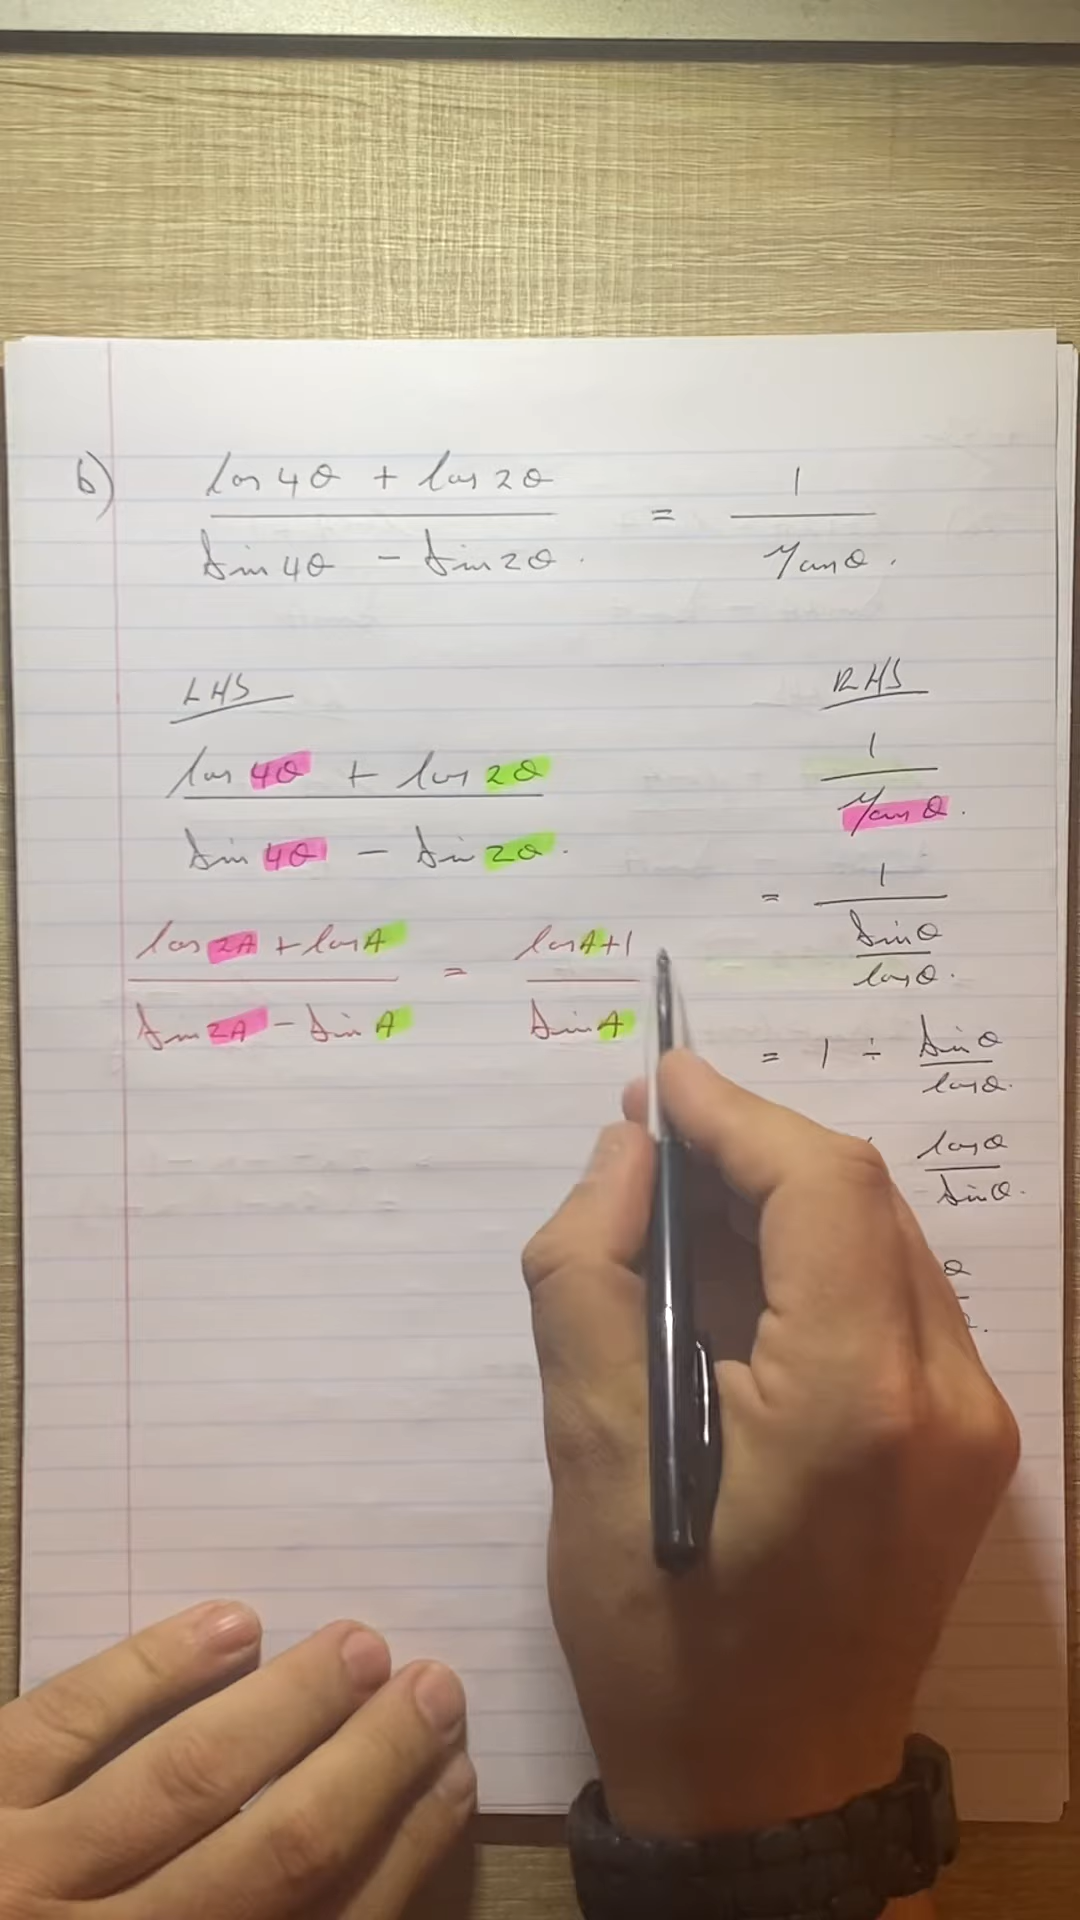 b) cos 4θ + cos 2θ / sin 4θ - sin 2θ. = 1 / Tan θ.
LHS
cos 4θ + cos 2θ
sin 4θ - sin 2θ.
cos 2A + cos A / sin 2A - sin A = cos A + 1 / sin A
RHS
1
Tan θ.
= 1
sin θ
cos θ.
= 1 ÷ sin θ / cos θ.
cos θ
sin θ.
θ